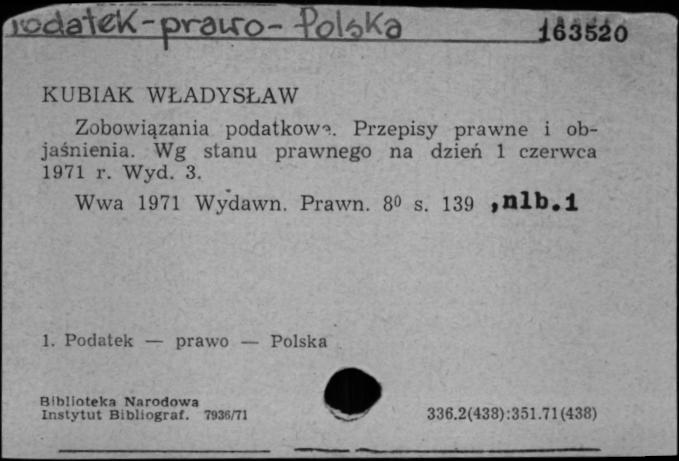 Podatek-prawo-Polska 163520
KUBIAK WŁADYSŁAW
Zobowiązania podatkowe. Przepisy prawne i ob-
jaśnienia. Wg stanu prawnego na dzień 1 czerwca
1971 r. Wyd. 3.
Wwa 1971 Wydawn. Prawn. 8⁰ s. 139 ,nlb.1
1. Podatek — prawo — Polska
Biblioteka Narodowa
Instytut Bibliograf. 7936/71 336.2(438):351.71(438)